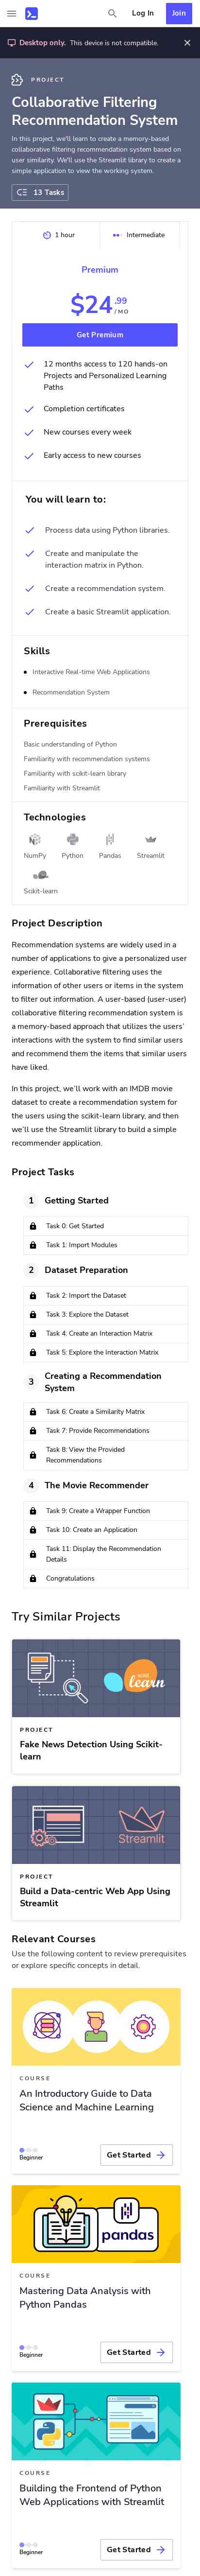 Log In
Join
Desktop only. This device is not compatible.
PROJECT
Collaborative Filtering
Recommendation System
In this project, we'll learn to create a memory-based
collaborative filtering recommendation system based on
user similarity. We'll use the Streamlit library to create a
simple application to view the working system.
13 Tasks
1 hour
Intermediate
Premium
$24.99
/MO
Get Premium
12 months access to 120 hands-on
Projects and Personalized Learning
Paths
Completion certificates
New courses every week
Early access to new courses
You will learn to:
Process data using Python libraries.
Create and manipulate the
interaction matrix in Python.
Create a recommendation system.
Create a basic Streamlit application.
Skills
Interactive Real-time Web Applications
Recommendation System
Prerequisites
Basic understanding of Python
Familiarity with recommendation systems
Familiarity with scikit-learn library
Familiarity with Streamlit
Technologies
NumPy
Python
Pandas
Streamlit
Scikit-learn
Project Description
Recommendation systems are widely used in a
number of applications to give a personalized user
experience. Collaborative filtering uses the
information of other users or items in the system
to filter out information. A user-based (user-user)
collaborative filtering recommendation system is
a memory-based approach that utilizes the users'
interactions with the system to find similar users
and recommend them the items that similar users
have liked.
In this project, we'll work with an IMDB movie
dataset to create a recommendation system for
the users using the scikit-learn library, and then
we'll use the Streamlit library to build a simple
recommender application.
Project Tasks
1
Getting Started
Task 0: Get Started
Task 1: Import Modules
2
Dataset Preparation
Task 2: Import the Dataset
Task 3: Explore the Dataset
Task 4: Create an Interaction Matrix
Task 5: Explore the Interaction Matrix
3
Creating a Recommendation
System
Task 6: Create a Similarity Matrix
Task 7: Provide Recommendations
Task 8: View the Provided
Recommendations
4
The Movie Recommender
Task 9: Create a Wrapper Function
Task 10: Create an Application
Task 11: Display the Recommendation
Details
Congratulations
Try Similar Projects
learn
PROJECT
Fake News Detection Using Scikit-
learn
Streamlit
PROJECT
Build a Data-centric Web App Using
Streamlit
Relevant Courses
Use the following content to review prerequisites
or explore specific concepts in detail.
COURSE
An Introductory Guide to Data
Science and Machine Learning
Beginner
Get Started
pandas
COURSE
Mastering Data Analysis with
Python Pandas
Beginner
Get Started
COURSE
Building the Frontend of Python
Web Applications with Streamlit
Beginner
Get Started